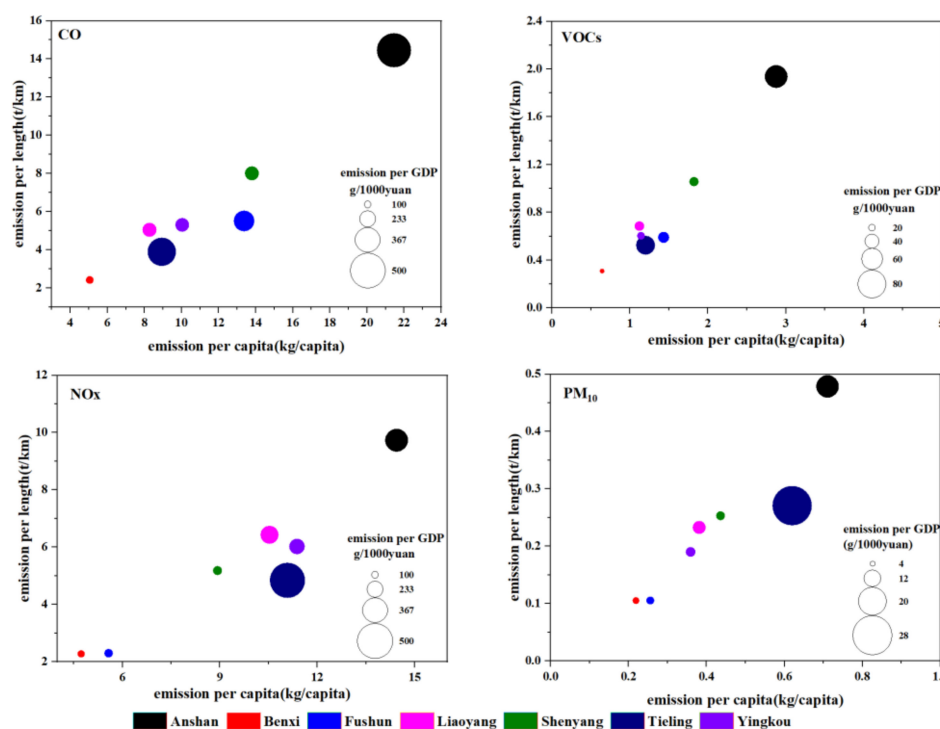 CO
emission per length(t/km)
16
14
12
10
8
6
4
2
4 6 8 10 12 14 16 18 20 22 24
emission per capita(kg/capita)
emission per GDP
g/1000yuan
100
233
367
500
VOCs
emission per length(t/km)
2.4
2.0
1.6
1.2
0.8
0.4
0.0
1 2 3 4 5
emission per capita(kg/capita)
emission per GDP
g/1000yuan
20
40
60
80
NOx
emission per length(t/km)
12
10
8
6
4
2
6 9 12 15
emission per capita(kg/capita)
emission per GDP
g/1000yuan
100
233
367
500
PM₁₀
emission per length(t/km)
0.5
0.4
0.3
0.2
0.1
0.0
0.0 0.2 0.4 0.6 0.8
emission per capita(kg/capita)
emission per GDP
(g/1000yuan)
4
12
20
28
Anshan Benxi Fushun Liaoyang Shenyang Tieling Yingkou